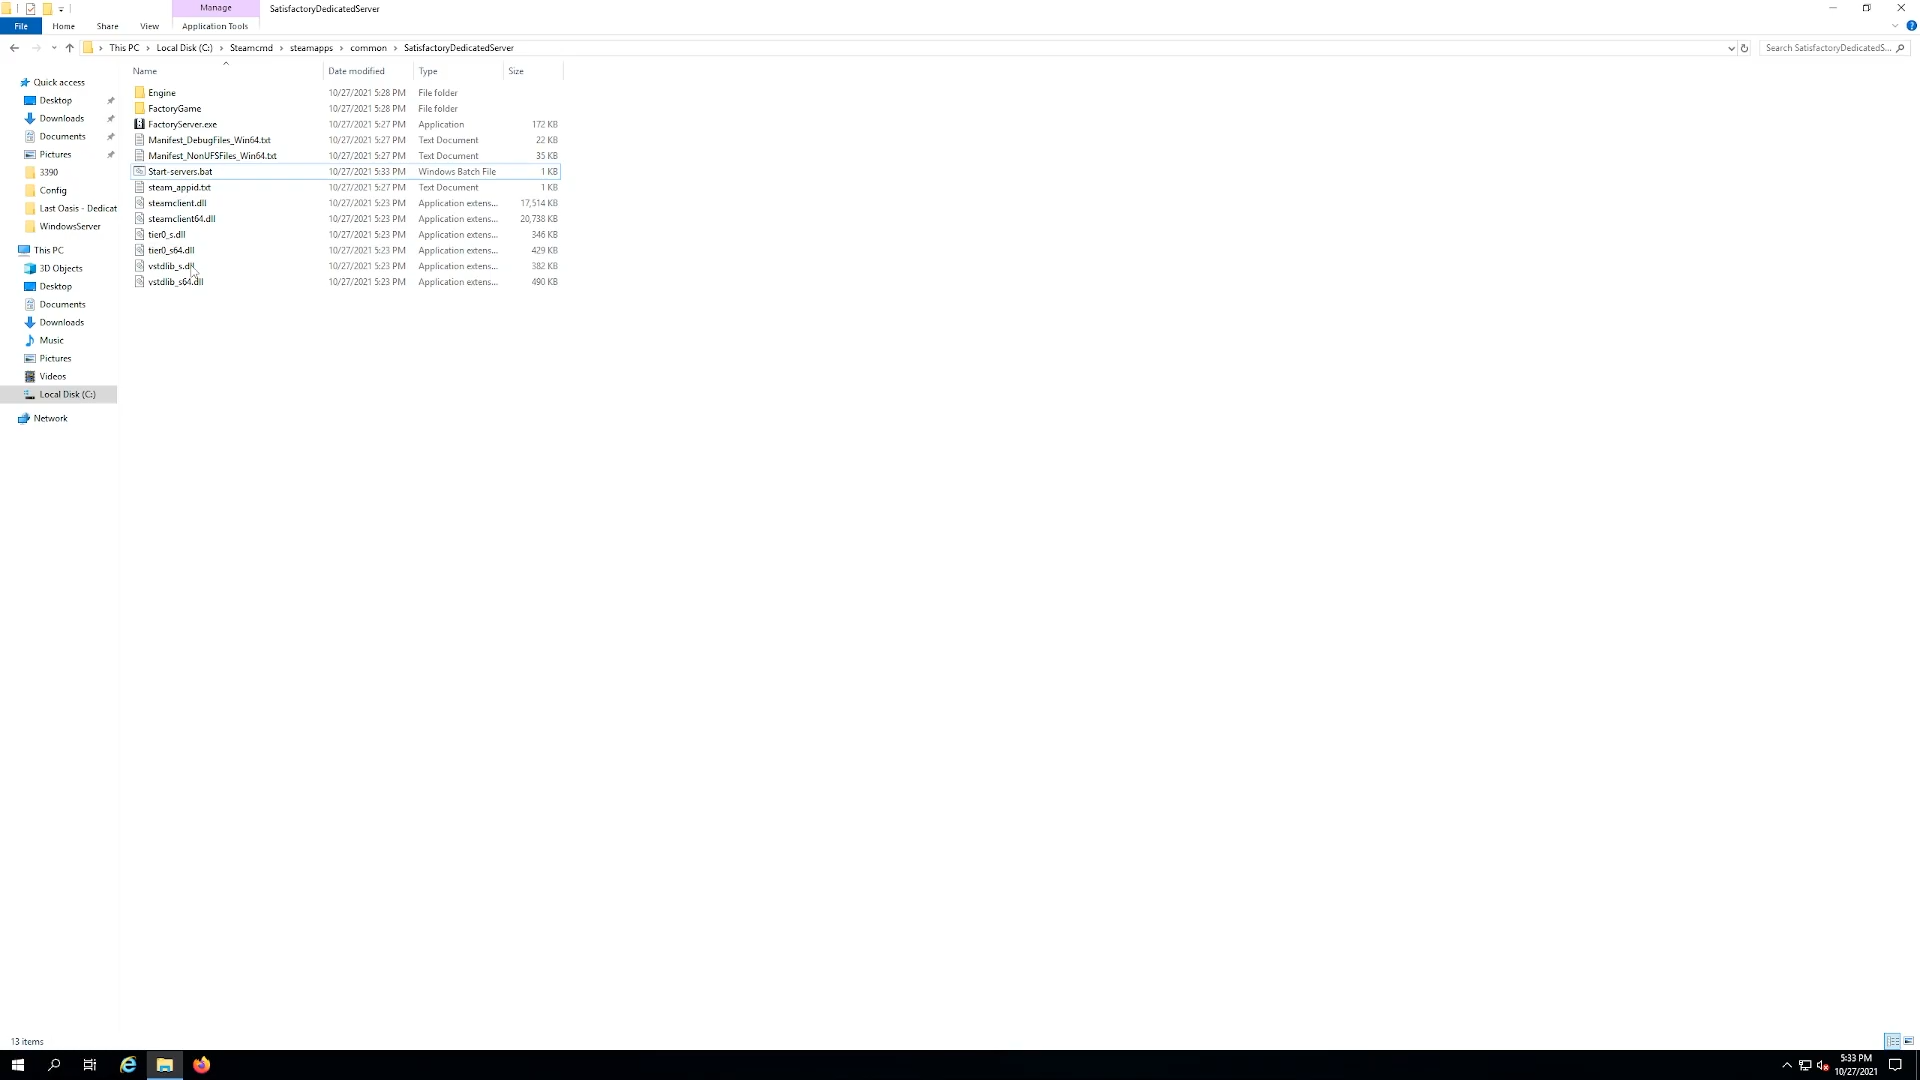 Manage
SatisfactoryDedicatedServer
File
Home
Share
View
Application Tools
This PC
Local Disk (C:)
Steamcmd
steamapps
common
SatisfactoryDedicatedServer
Search SatisfactoryDedicatedS...
Name
Date modified
Type
Size
Engine 10/27/2021 5:28 PM File folder
FactoryGame 10/27/2021 5:28 PM File folder
FactoryServer.exe 10/27/2021 5:27 PM Application 172 KB
Manifest_DebugFiles_Win64.txt 10/27/2021 5:27 PM Text Document 22 KB
Manifest_NonUFSFiles_Win64.txt 10/27/2021 5:27 PM Text Document 35 KB
Start-servers.bat 10/27/2021 5:33 PM Windows Batch File 1 KB
steam_appid.txt 10/27/2021 5:27 PM Text Document 1 KB
steamclient.dll 10/27/2021 5:23 PM Application extens... 17,514 KB
steamclient64.dll 10/27/2021 5:23 PM Application extens... 20,738 KB
tier0_s.dll 10/27/2021 5:23 PM Application extens... 346 KB
tier0_s64.dll 10/27/2021 5:23 PM Application extens... 429 KB
vstdlib_s.dll 10/27/2021 5:23 PM Application extens... 382 KB
vstdlib_s64.dll 10/27/2021 5:23 PM Application extens... 490 KB
Quick access
Desktop
Downloads
Documents
Pictures
3390
Config
Last Oasis - Dedicat
WindowsServer
This PC
3D Objects
Desktop
Documents
Downloads
Music
Pictures
Videos
Local Disk (C:)
Network
13 items
5:33 PM
10/27/2021